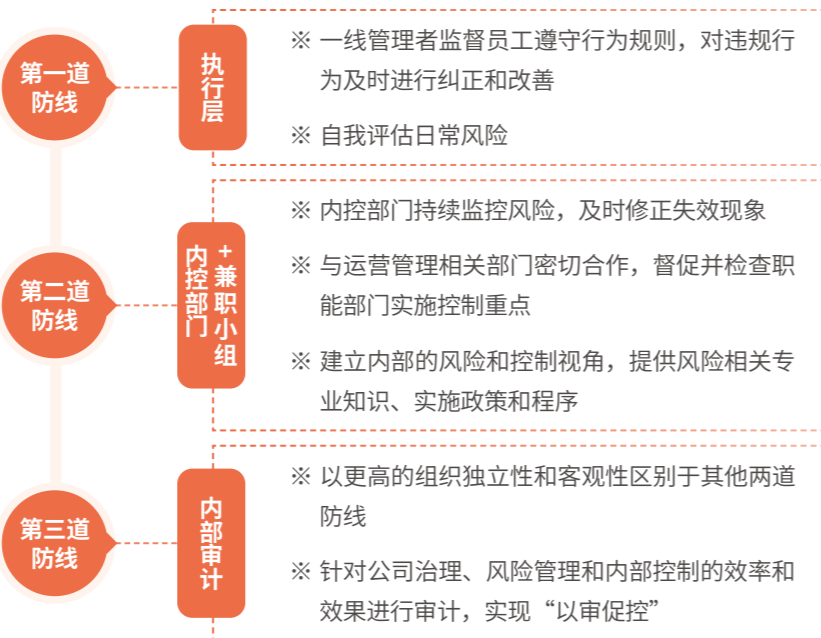 第一道
防线
执行层
※ 一线管理者监督员工遵守行为规则，对违规行
为及时进行纠正和改善
※ 自我评估日常风险
第二道
防线
内控部门
+兼职小组
※ 内控部门持续监控风险，及时修正失效现象
※ 与运营管理相关部门密切合作，督促并检查职
能部门实施控制重点
※ 建立内部的风险和控制视角，提供风险相关专
业知识、实施政策和程序
第三道
防线
内部审计
※ 以更高的组织独立性和客观性区别于其他两道
防线
※ 针对公司治理、风险管理和内部控制的效率和
效果进行审计，实现“以审促控”